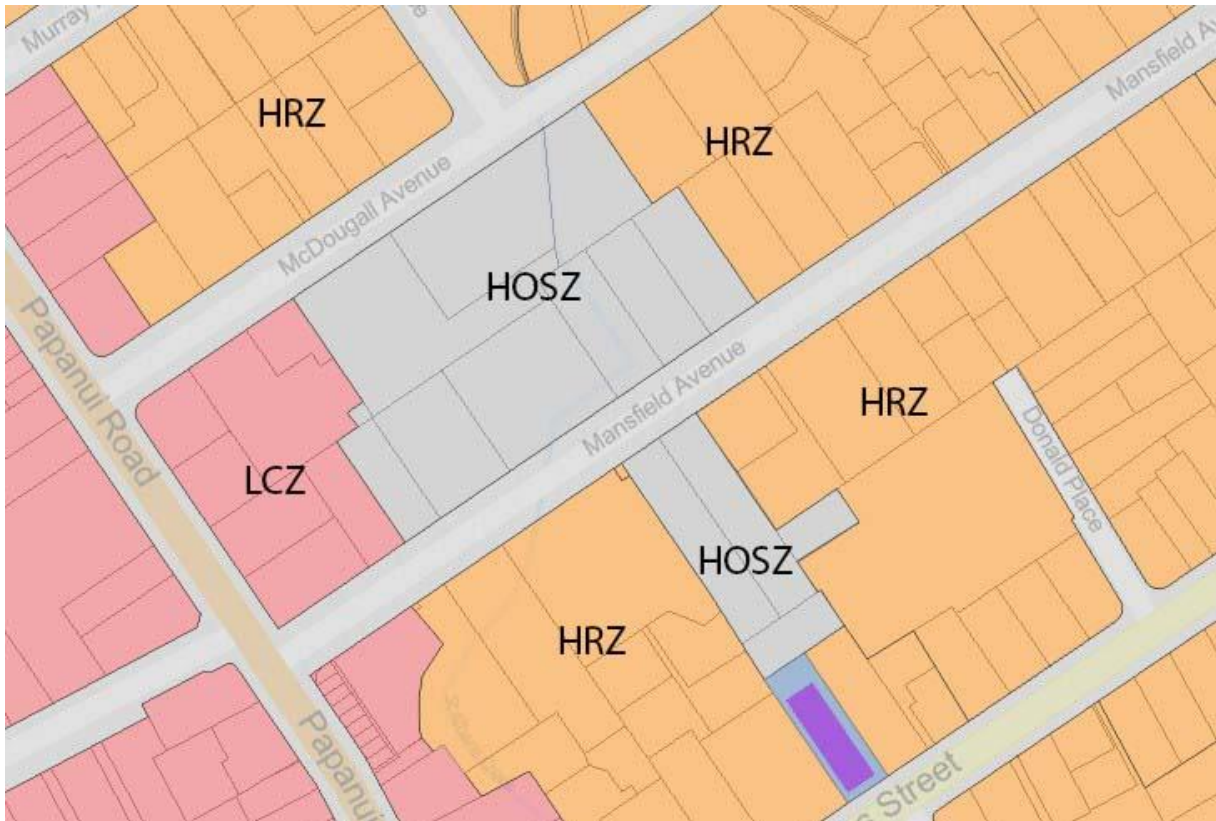 Murray
HRZ
Mansfield Av
HRZ
McDougall Avenue
HOSZ
Papanui Road
Mansfield Avenue
HRZ
LCZ
Donald Place
HOSZ
HRZ
Papanui
Street